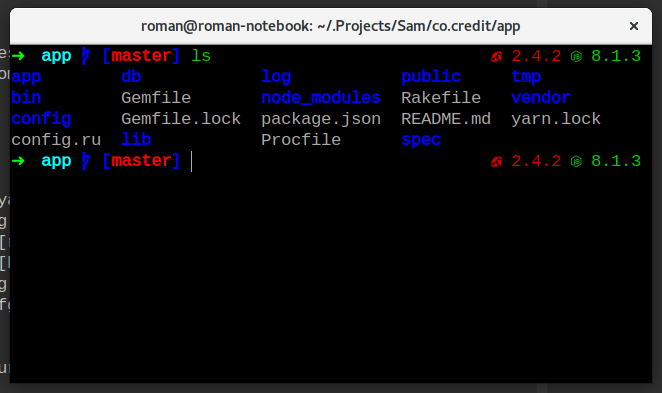 roman@roman-notebook: ~/.Projects/Sam/co.credit/app ×
➜ app [master] ls 2.4.2 8.1.3
app db log public tmp
bin Gemfile node_modules Rakefile vendor
config Gemfile.lock package.json README.md yarn.lock
config.ru lib Procfile spec
➜ app [master] 2.4.2 8.1.3